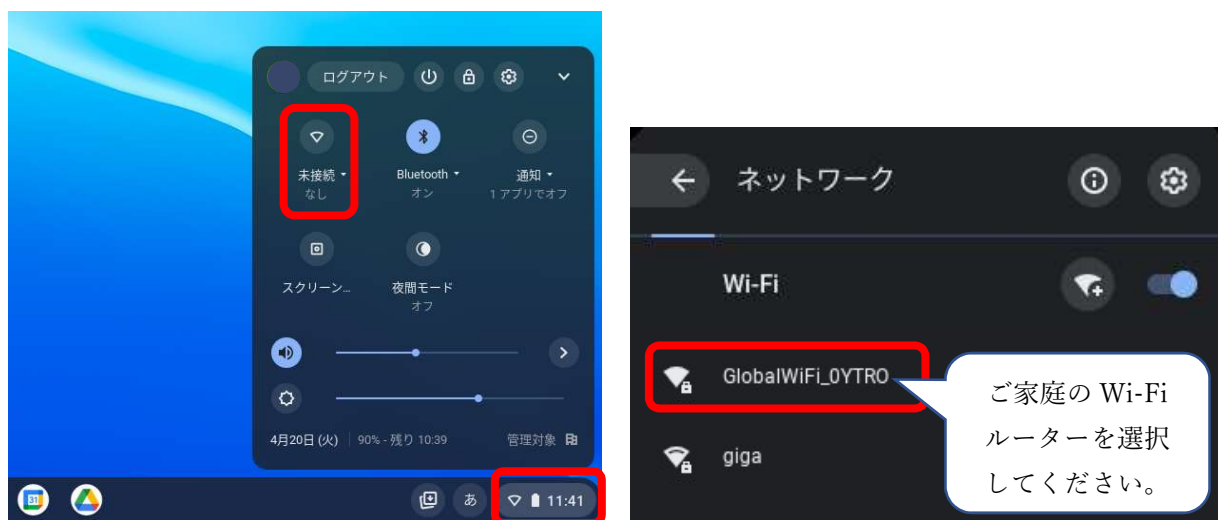 ログアウト
未接続
なし
Bluetooth
オン
通知
1 アプリでオフ
スクリーン...
夜間モード
オフ
4月20日 (火)
90% - 残り 10:39
管理対象
31
あ
11:41
ネットワーク
Wi-Fi
GlobalWiFi_0YTRO
giga
ご家庭の Wi-Fi
ルーターを選択
してください。